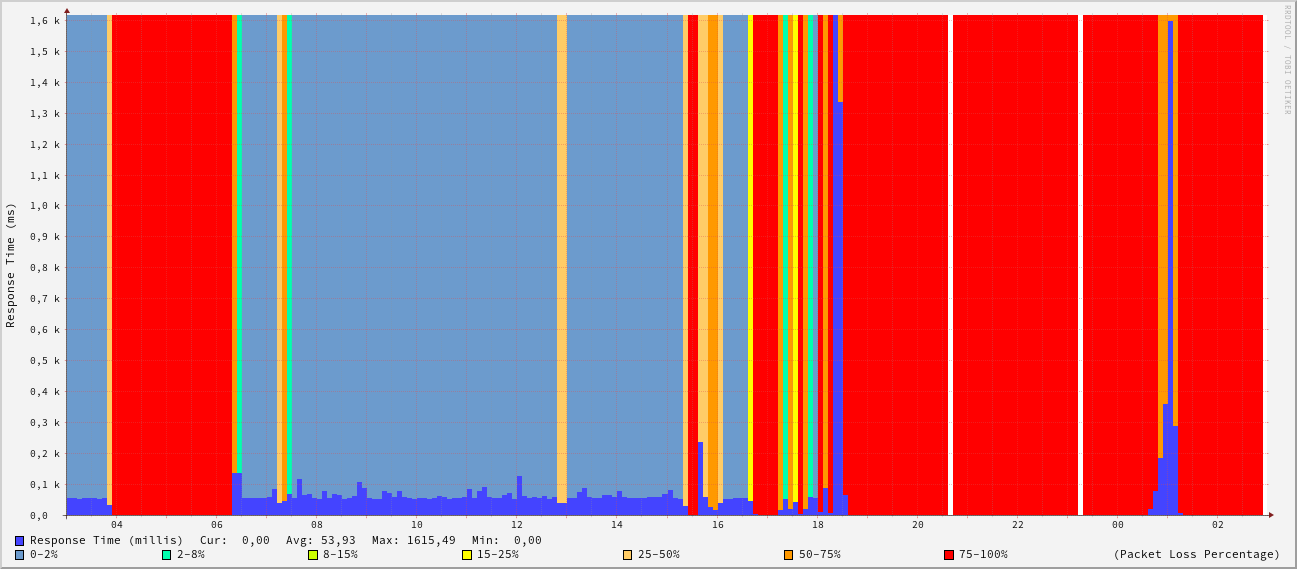 RRDTOOL / TOBI OETIKER
Response Time (ms)
1,6 k
1,5 k
1,4 k
1,3 k
1,2 k
1,1 k
1,0 k
0,9 k
0,8 k
0,7 k
0,6 k
0,5 k
0,4 k
0,3 k
0,2 k
0,1 k
0,0
04 06 08 10 12 14 16 18 20 22 00 02
Response Time (millis) Cur: 0,00 Avg: 53,93 Max: 1615,49 Min: 0,00
0-2% 2-8% 8-15% 15-25% 25-50% 50-75% 75-100% (Packet Loss Percentage)